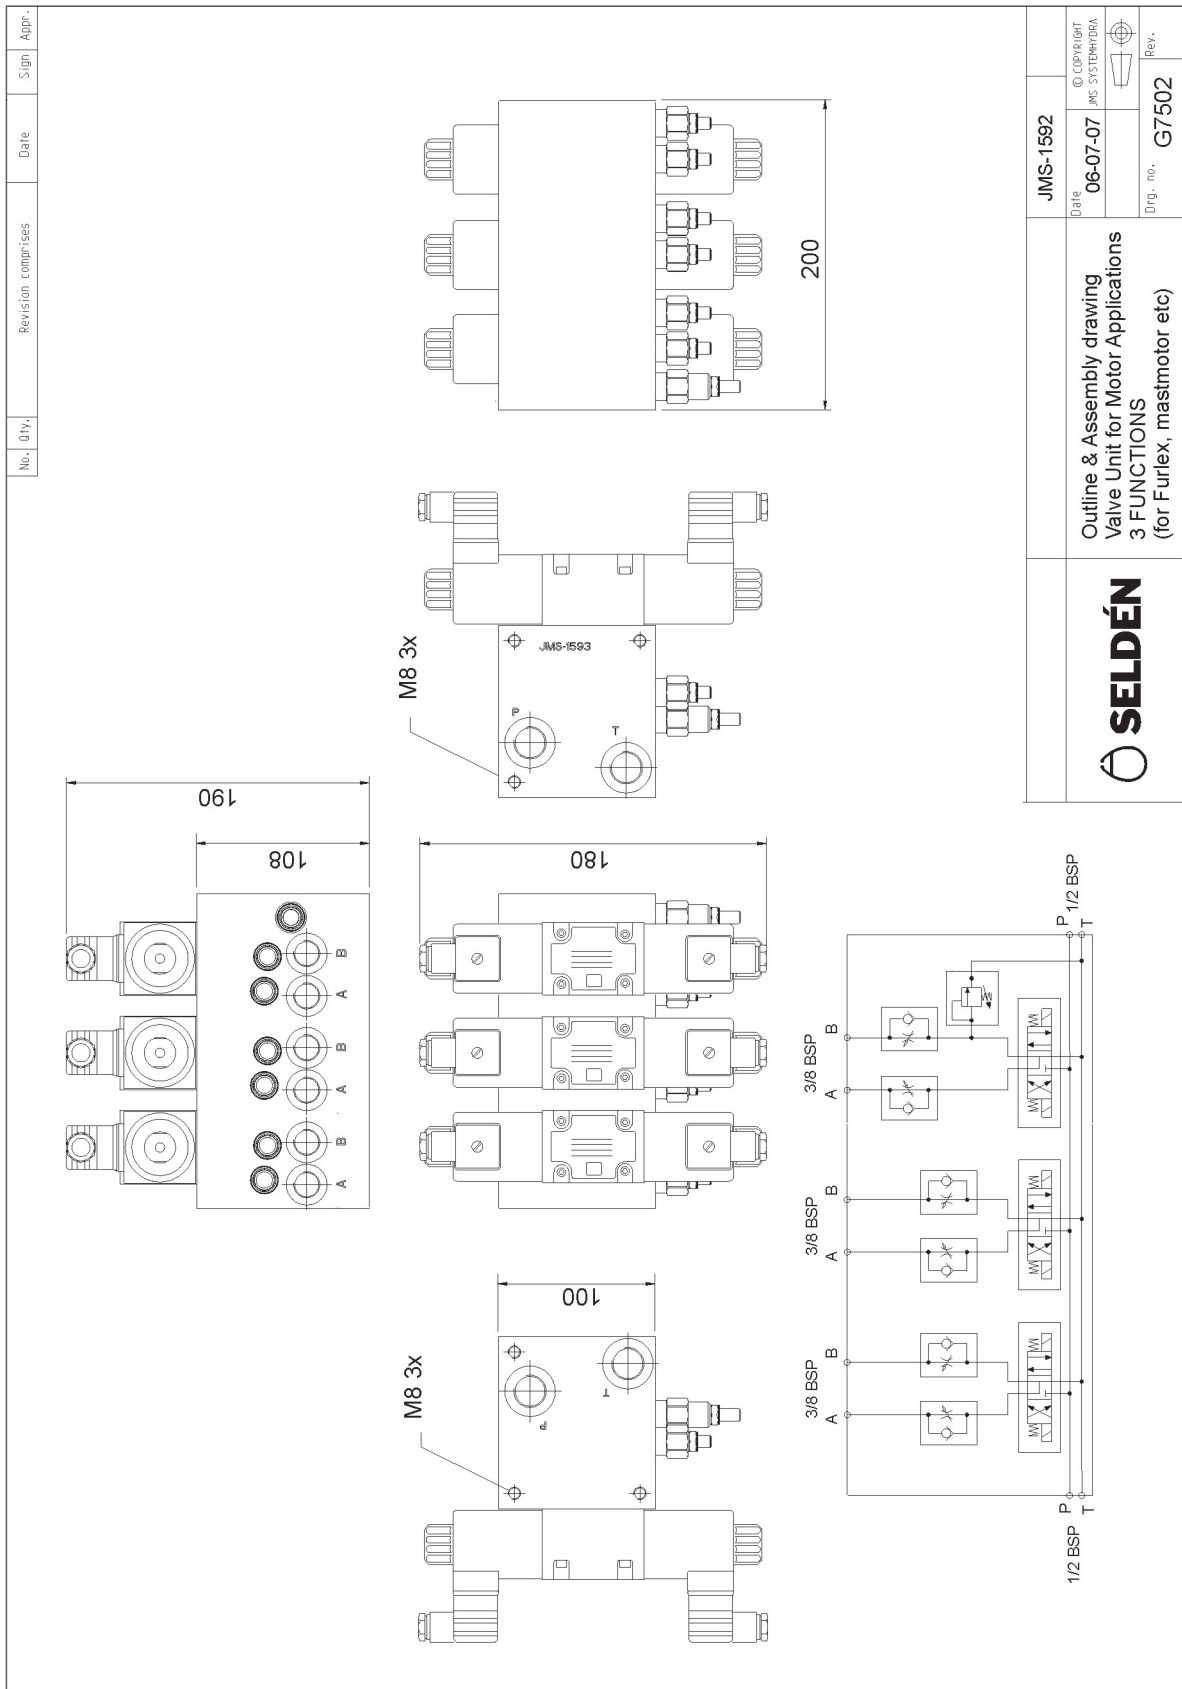 No.
Qty.
Revision comprises
Date
Sign
Appr.
190
108
A
B
A
B
A
B
M8 3x
P
T
100
180
M8 3x
JMS-1593
P
T
200
3/8 BSP
A
B
3/8 BSP
A
B
3/8 BSP
A
B
1/2 BSP
P
T
P
1/2 BSP
T
SELDÉN
Outline & Assembly drawing
Valve Unit for Motor Applications
3 FUNCTIONS
(for Furlex, mastmotor etc)
JMS-1592
Date
06-07-07
© COPYRIGHT
JMS SYSTEMHYDRA
Drg. no.
G7502
Rev.